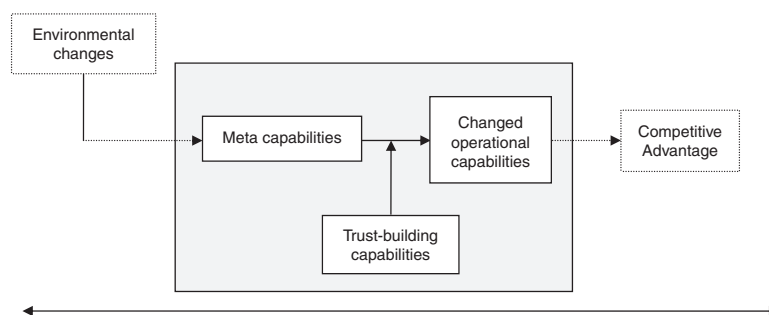 Environmental
changes
Meta capabilities
Changed
operational
capabilities
Competitive
Advantage
Trust-building
capabilities